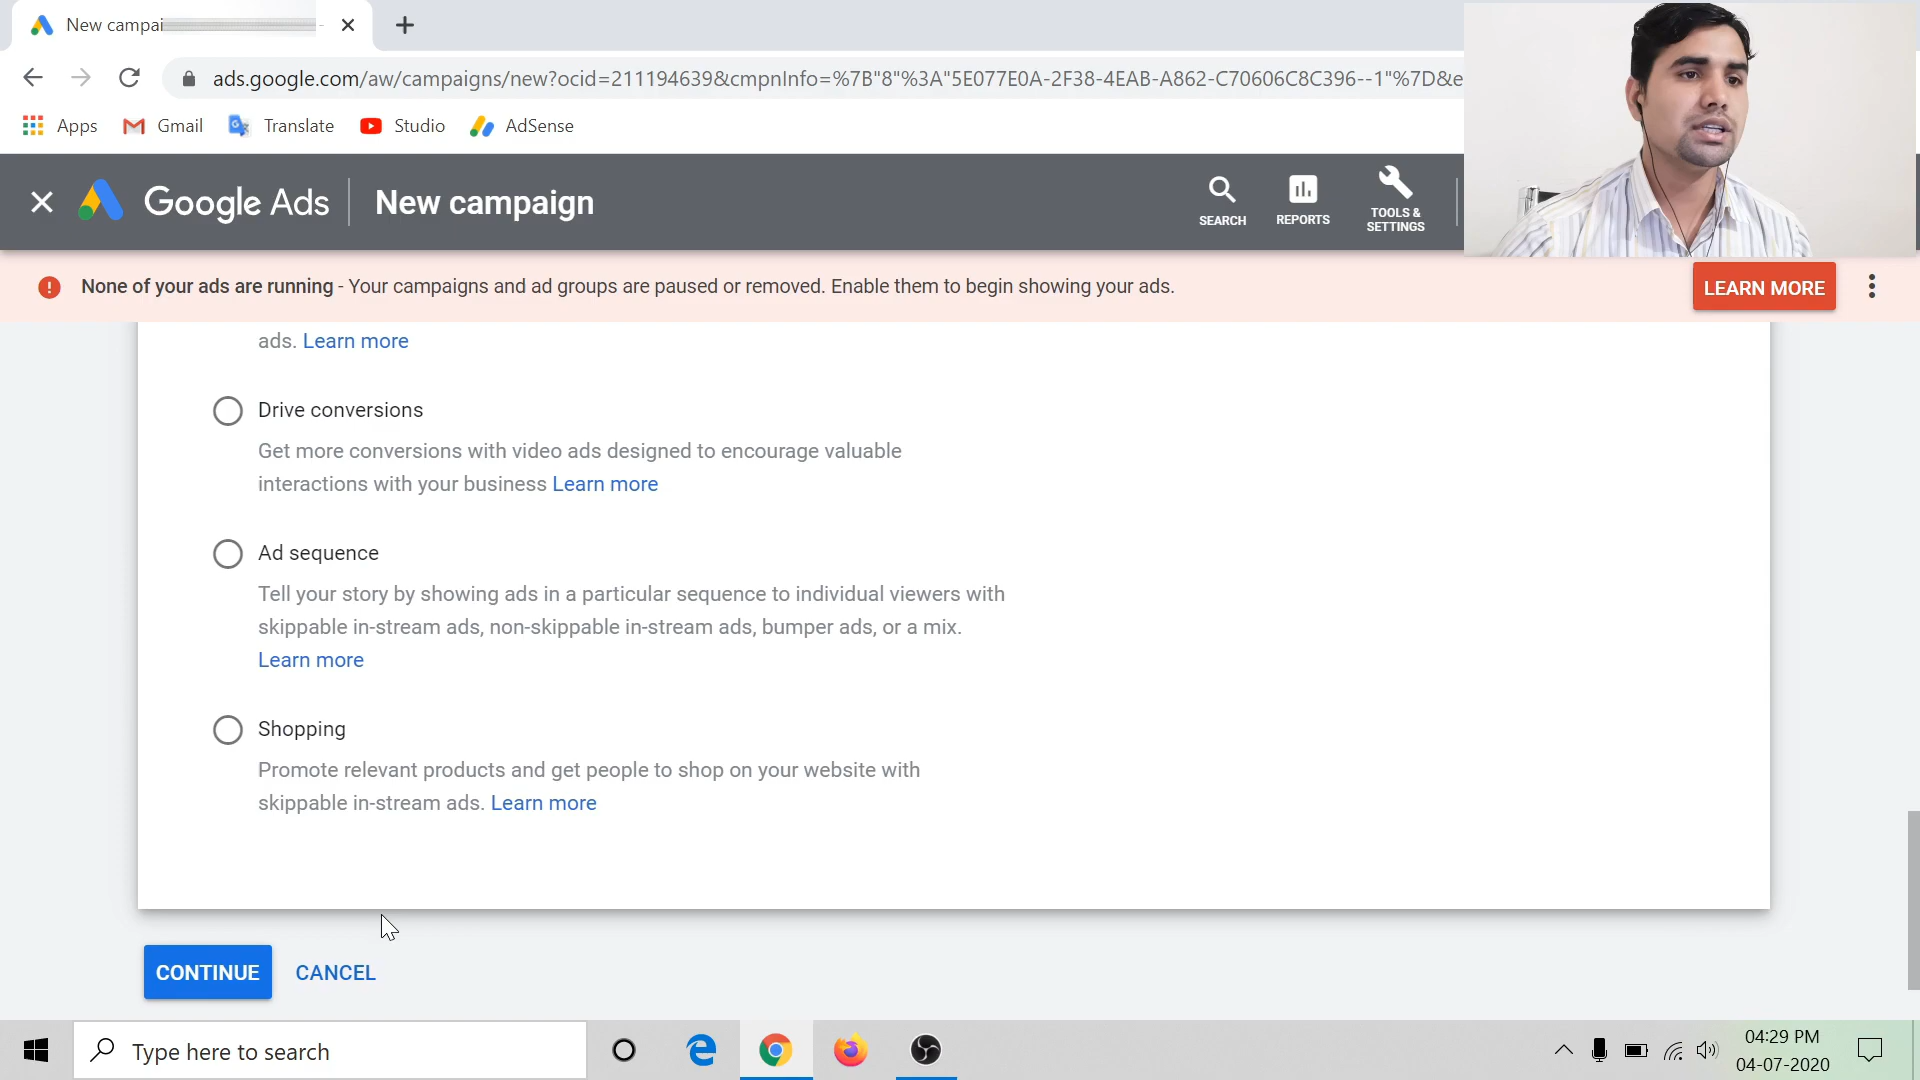 New campai
ads.google.com/aw/campaigns/new?ocid=211194639&cmpnInfo=%7B"8"%3A"5E077E0A-2F38-4EAB-A862-C70606C8C396--1"%7D&e
Apps Gmail Translate Studio AdSense
Google Ads New campaign
SEARCH REPORTS TOOLS & SETTINGS
None of your ads are running - Your campaigns and ad groups are paused or removed. Enable them to begin showing your ads. LEARN MORE
ads. Learn more
Drive conversions
Get more conversions with video ads designed to encourage valuable
interactions with your business Learn more
Ad sequence
Tell your story by showing ads in a particular sequence to individual viewers with
skippable in-stream ads, non-skippable in-stream ads, bumper ads, or a mix.
Learn more
Shopping
Promote relevant products and get people to shop on your website with
skippable in-stream ads. Learn more
CONTINUE CANCEL
Type here to search
04:29 PM
04-07-2020